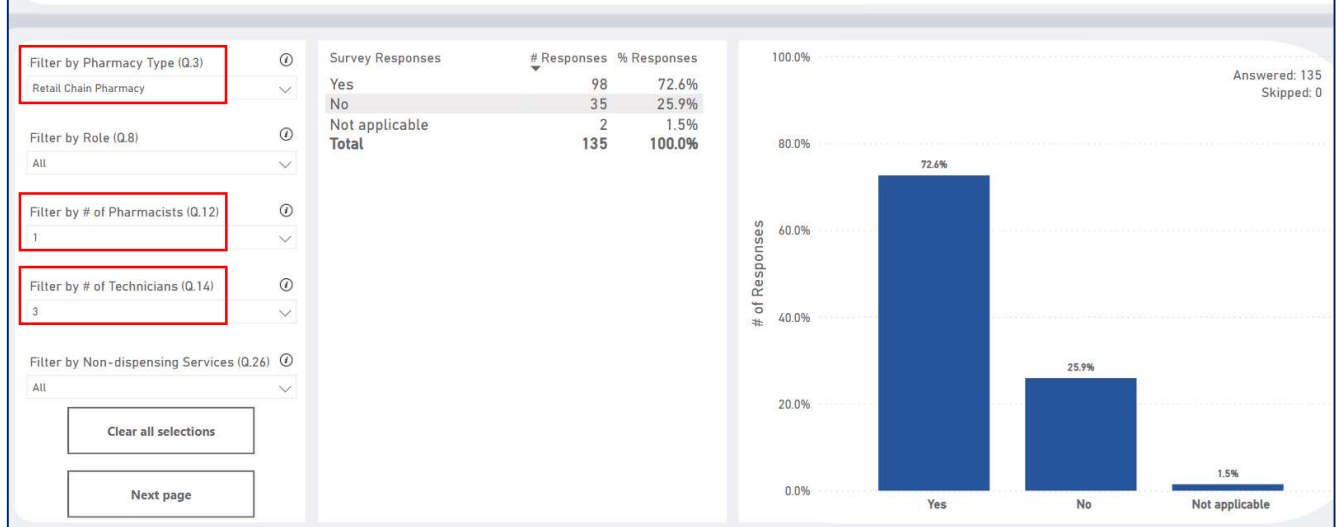 Filter by Pharmacy Type (Q.3)
Retail Chain Pharmacy
Filter by Role (Q.8)
All
Filter by # of Pharmacists (Q.12)
1
Filter by # of Technicians (Q.14)
3
Filter by Non-dispensing Services (Q.26)
All
Clear all selections
Next page
Survey Responses # Responses % Responses
Yes 98 72.6%
No 35 25.9%
Not applicable 2 1.5%
Total 135 100.0%
Answered: 135
Skipped: 0
# of Responses
100.0%
80.0%
60.0%
40.0%
20.0%
0.0%
72.6%
25.9%
1.5%
Yes No Not applicable